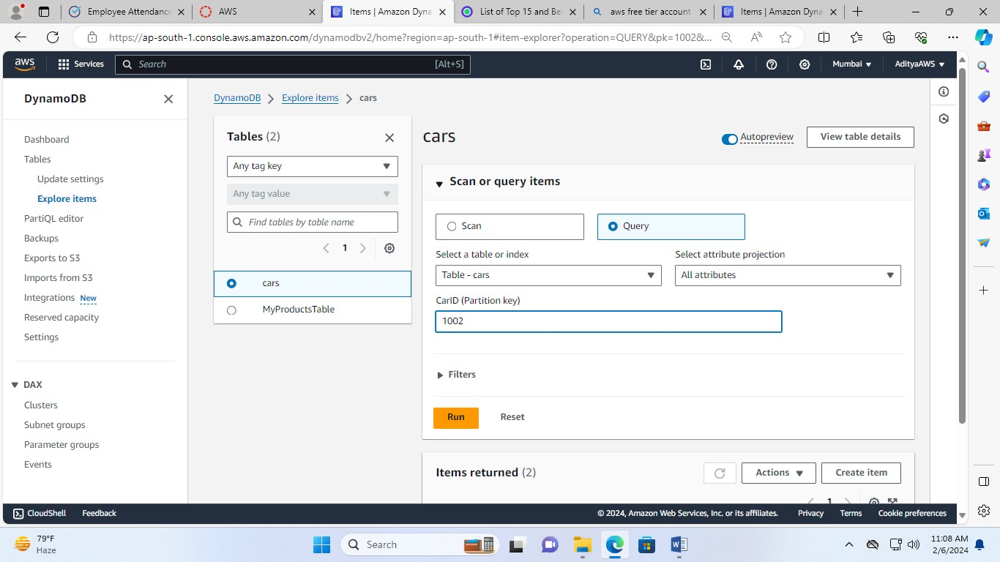 Employee Attendance
AWS
Items | Amazon Dyna
List of Top 15 and Be
aws free tier account
Items | Amazon Dyna
https://ap-south-1.console.aws.amazon.com/dynamodbv2/home?region=ap-south-1#item-explorer?operation=QUERY&pk=1002&...
aws
Services
Search
[Alt+S]
Mumbai
AdityaAWS
DynamoDB
Dashboard
Tables
Update settings
Explore items
PartiQL editor
Backups
Exports to S3
Imports from S3
Integrations New
Reserved capacity
Settings
DAX
Clusters
Subnet groups
Parameter groups
Events
DynamoDB
Explore items
cars
Tables (2)
Any tag key
Any tag value
Find tables by table name
1
cars
MyProductsTable
cars
Autopreview
View table details
Scan or query items
Scan
Query
Select a table or index
Select attribute projection
Table - cars
All attributes
CarID (Partition key)
1002
Filters
Run
Reset
Items returned (2)
Actions
Create item
1
CloudShell
Feedback
© 2024, Amazon Web Services, Inc. or its affiliates.
Privacy
Terms
Cookie preferences
79°F
Haze
Search
11:08 AM
2/6/2024